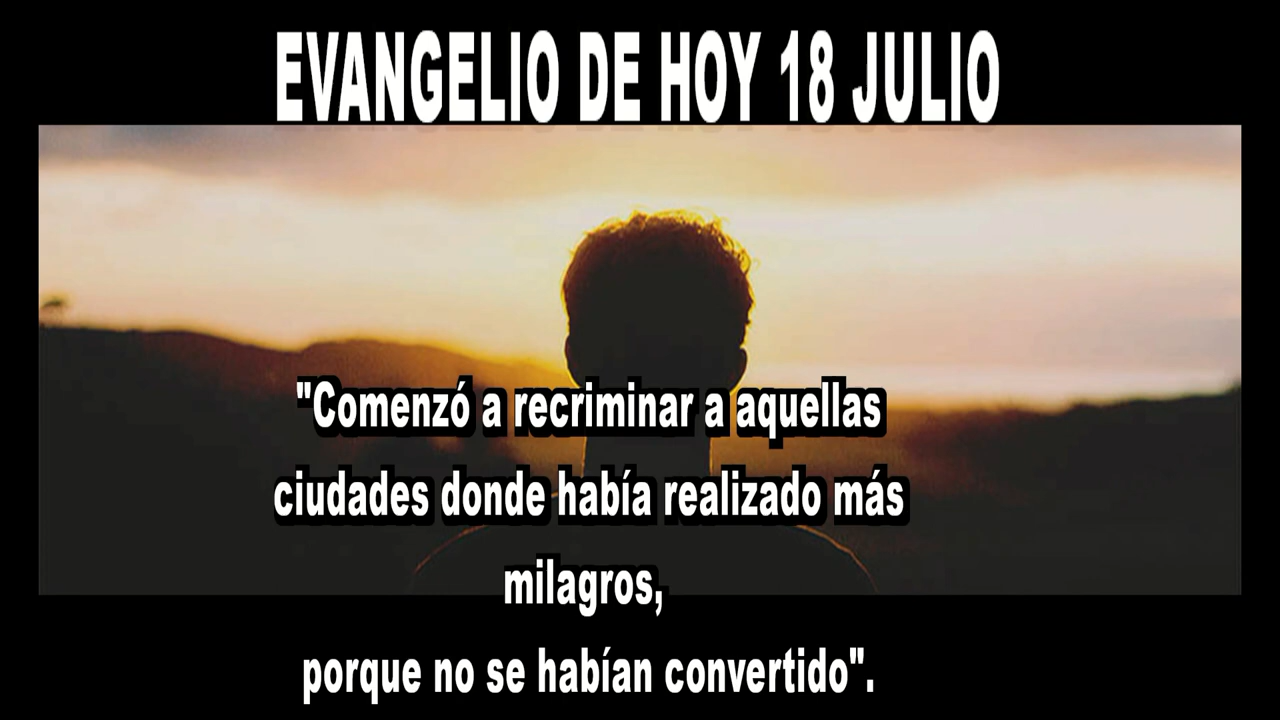 EVANGELIO DE HOY 18 JULIO
"Comenzó a recriminar a aquellas
ciudades donde había realizado más
milagros,
porque no se habían convertido".